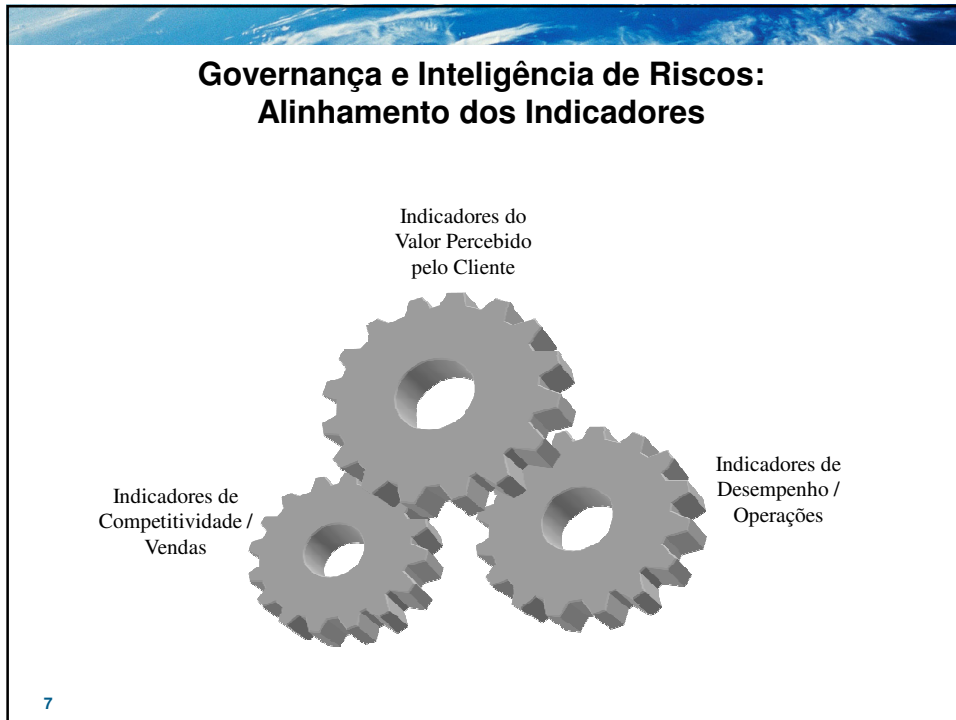 Governança e Inteligência de Riscos:
Alinhamento dos Indicadores
Indicadores do
Valor Percebido
pelo Cliente
Indicadores de
Competitividade /
Vendas
Indicadores de
Desempenho /
Operações
7